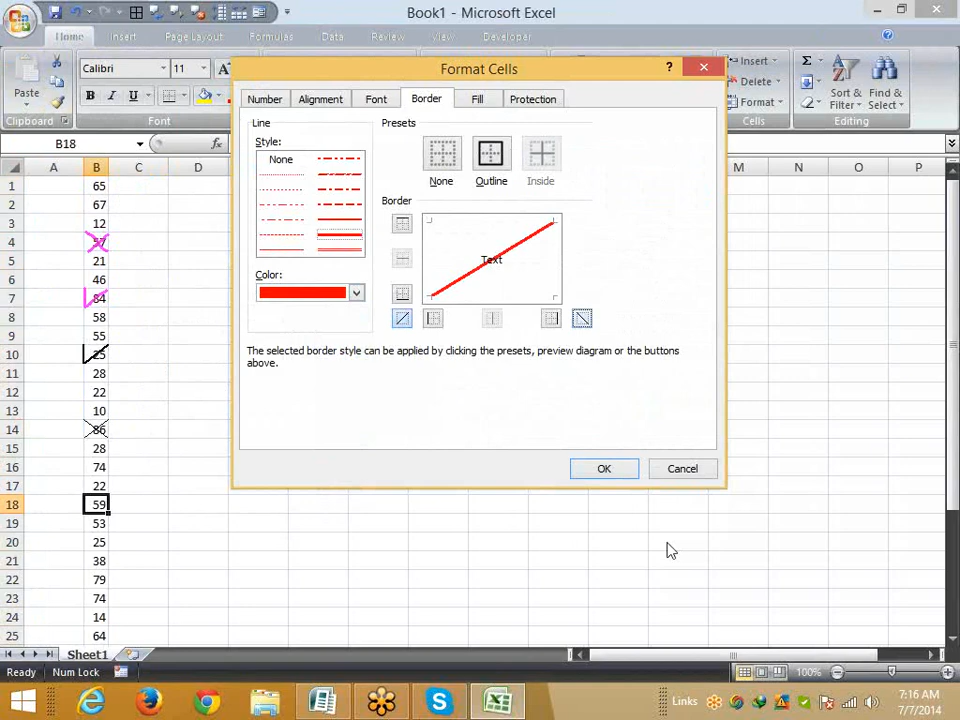 Book1 - Microsoft Excel
Home Insert Page Layout Formulas Data Review View Developer
Calibri 11 A
Paste B I U
Clipboard Font
Insert
Delete
Format
Cells
Σ
Sort & Filter Find & Select
Editing
B18 fx
Format Cells ?
Number Alignment Font Border Fill Protection
Line Presets
Style:
None
None Outline Inside
Border
Text
Color:
The selected border style can be applied by clicking the presets, preview diagram or the buttons
above.
OK Cancel
A B C D M N O P
1 65
2 67
3 12
4 57
5 21
6 46
7 84
8 58
9 55
10 25
11 28
12 22
13 10
14 86
15 28
16 74
17 22
18 59
19 53
20 25
21 38
22 79
23 74
24 14
25 64
Sheet1
Ready Num Lock 100%
Links 7:16 AM
7/7/2014